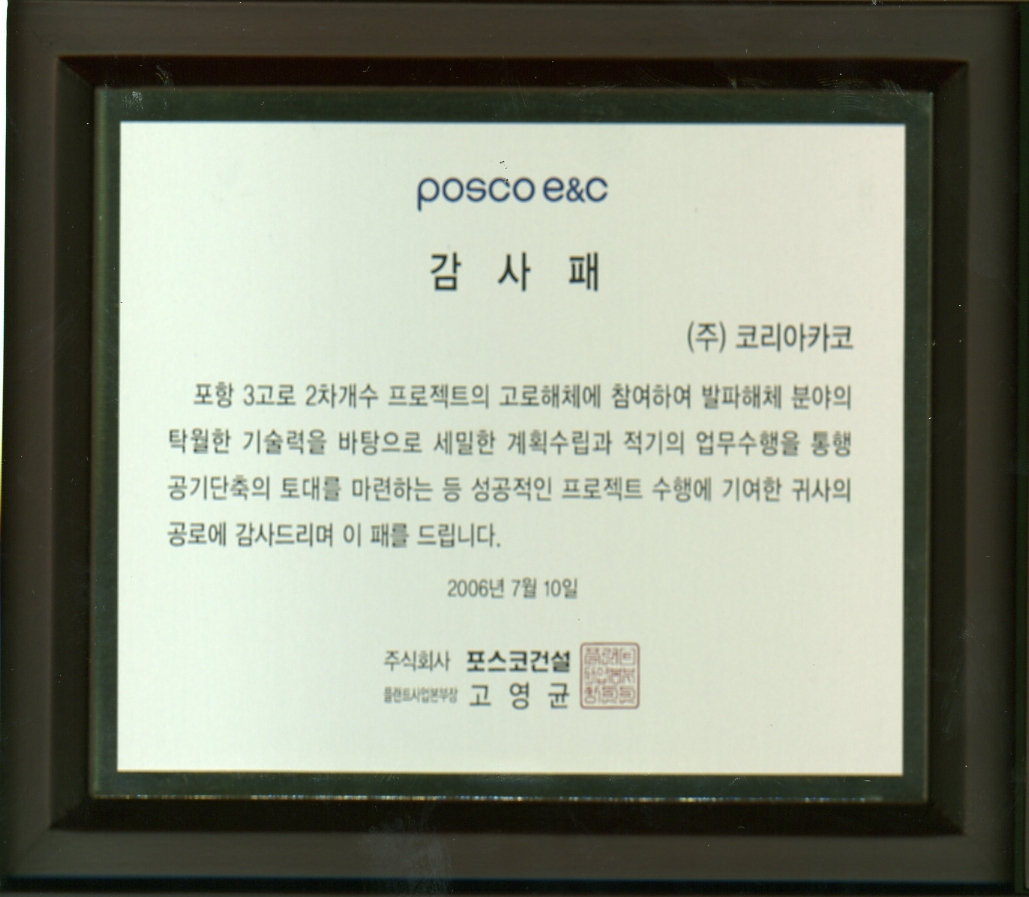 posco e&c
감 사 패
(주) 코리아카코
포항 3고로 2차개수 프로젝트의 고로해체에 참여하여 발파해체 분야의
탁월한 기술력을 바탕으로 세밀한 계획수립과 적기의 업무수행을 통행
공기단축의 토대를 마련하는 등 성공적인 프로젝트 수행에 기여한 귀사의
공로에 감사드리며 이 패를 드립니다.
2006년 7월 10일
주식회사 포스코건설
플랜트사업본부장 고 영 균